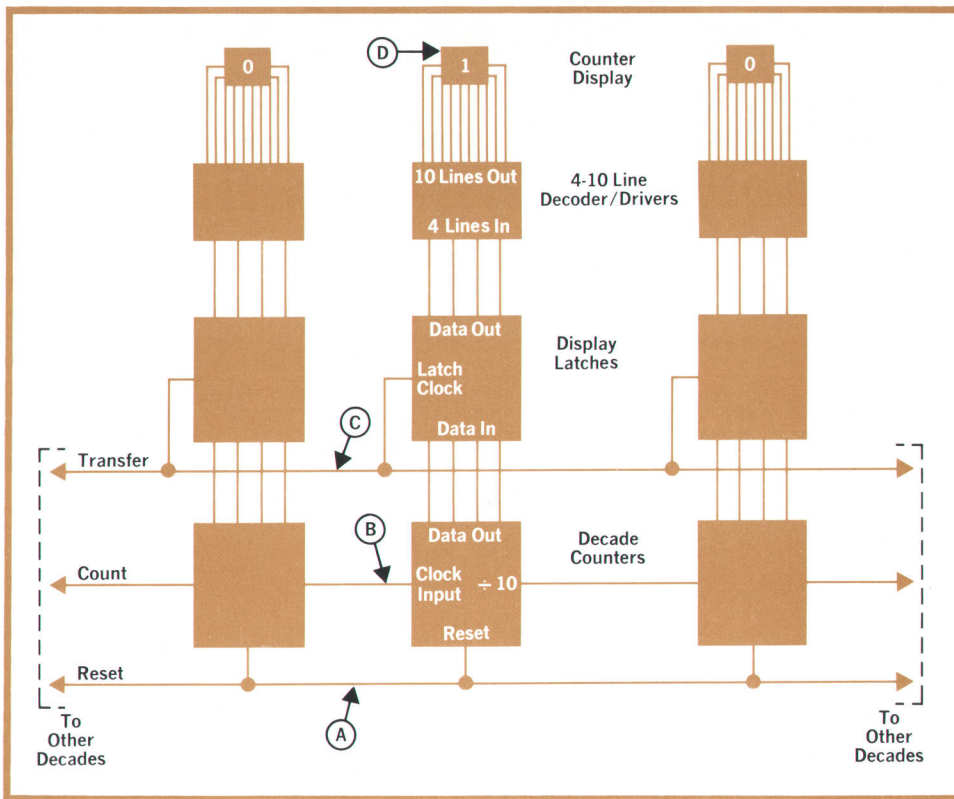 D
0
1
0
Counter
Display
10 Lines Out
4 Lines In
4-10 Line
Decoder/Drivers
Data Out
Latch
Clock
Data In
Display
Latches
C
Transfer
B
Data Out
Clock
Input
÷ 10
Reset
Decade
Counters
Count
Reset
A
To
Other
Decades
To
Other
Decades